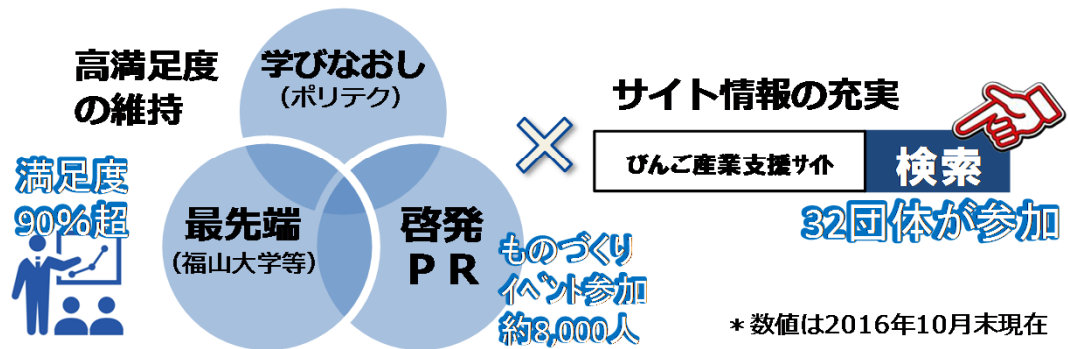 高満足度
の維持
学びなおし
(ポリテク)
満足度
90%超
最先端
(福山大学等)
啓発
PR
ものづくり
イベント参加
約8,000人
×
サイト情報の充実
びんご産業支援サイト
検索
32団体が参加
*数値は2016年10月末現在